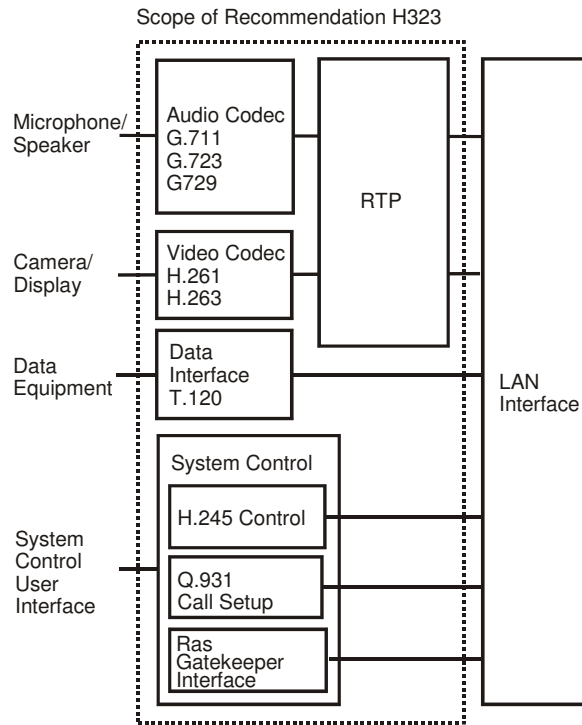 Scope of Recommendation H323
Microphone/
Speaker
Audio Codec
G.711
G.723
G729
RTP
Camera/
Display
Video Codec
H.261
H.263
Data
Equipment
Data
Interface
T.120
LAN
Interface
System Control
H.245 Control
System
Control
User
Interface
Q.931
Call Setup
Ras
Gatekeeper
Interface